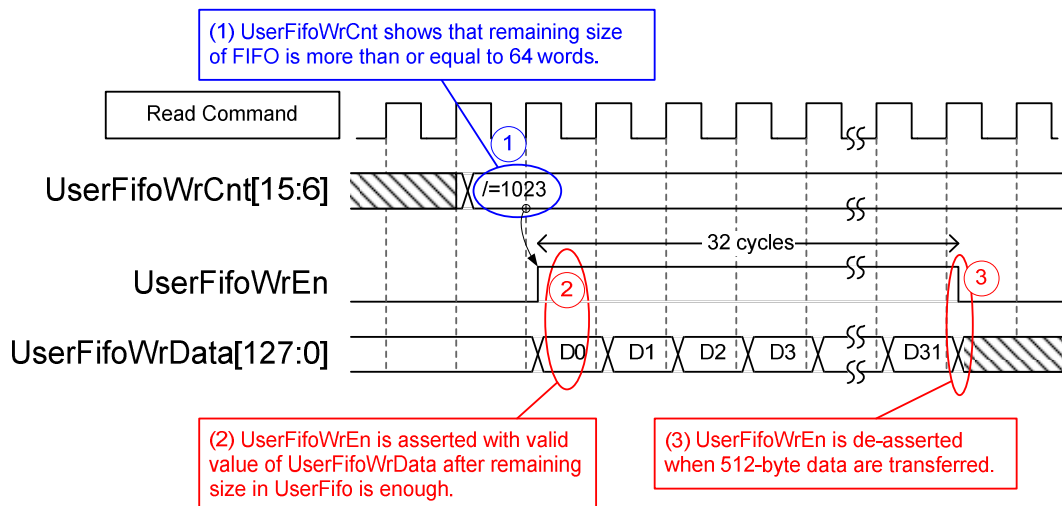 (1) UserFifoWrCnt shows that remaining size
of FIFO is more than or equal to 64 words.
Read Command
1
UserFifoWrCnt[15:6]
/=1023
32 cycles
UserFifoWrEn
2
3
UserFifoWrData[127:0]
D0
D1
D2
D3
D31
(2) UserFifoWrEn is asserted with valid
value of UserFifoWrData after remaining
size in UserFifo is enough.
(3) UserFifoWrEn is de-asserted
when 512-byte data are transferred.